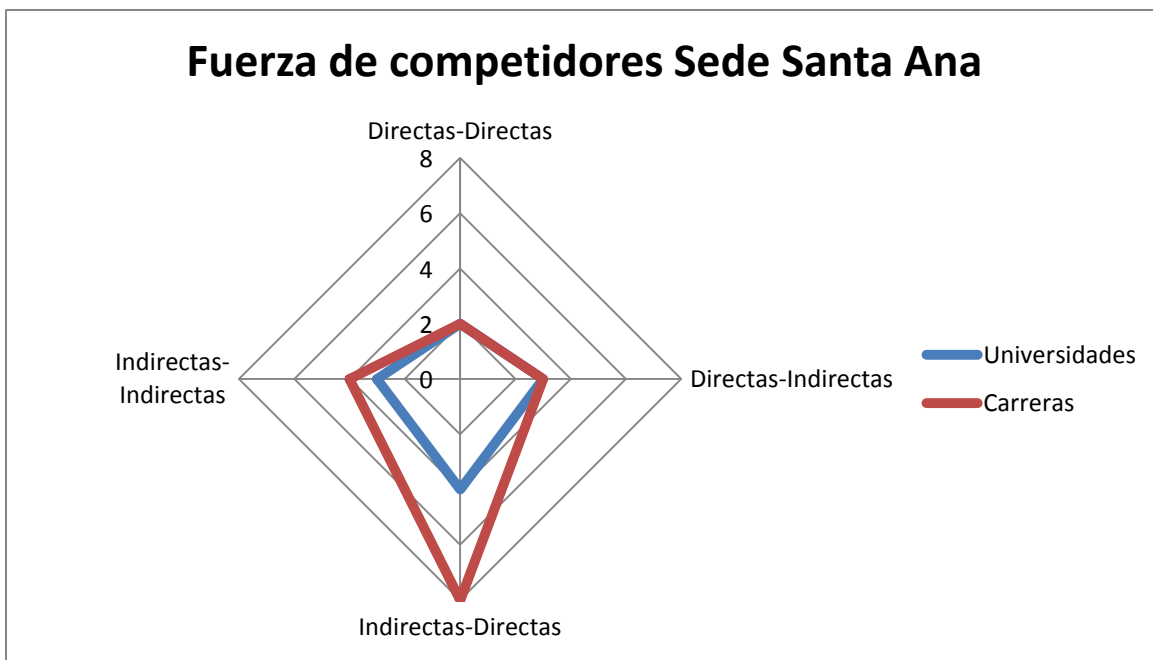 Fuerza de competidores Sede Santa Ana
Directas-Directas
8
6
4
2
0
Indirectas-
Indirectas
Directas-Indirectas
Indirectas-Directas
Universidades
Carreras